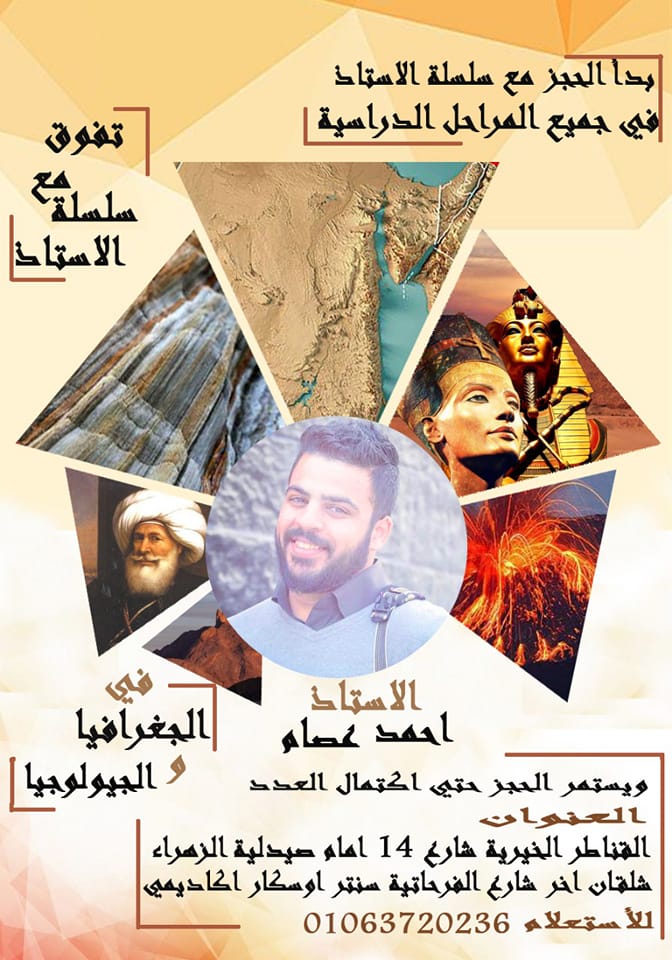 بدأ الحجز مع سلسلة الاستاذ
في جميع المراحل الدراسية
تفوق
مع
سلسلة
الاستاذ
الاستاذ
احمد عصام
في
الجغرافيا
و
الجيولوجيا
ويستمر الحجز حتي اكتمال العدد
العنوان
القناطر الخيرية شارع 14 امام صيدلية الزهراء
شلقان اخر شارع الفرحاتية سنتر اوسكار اكاديمي
للأستعلام 01063720236